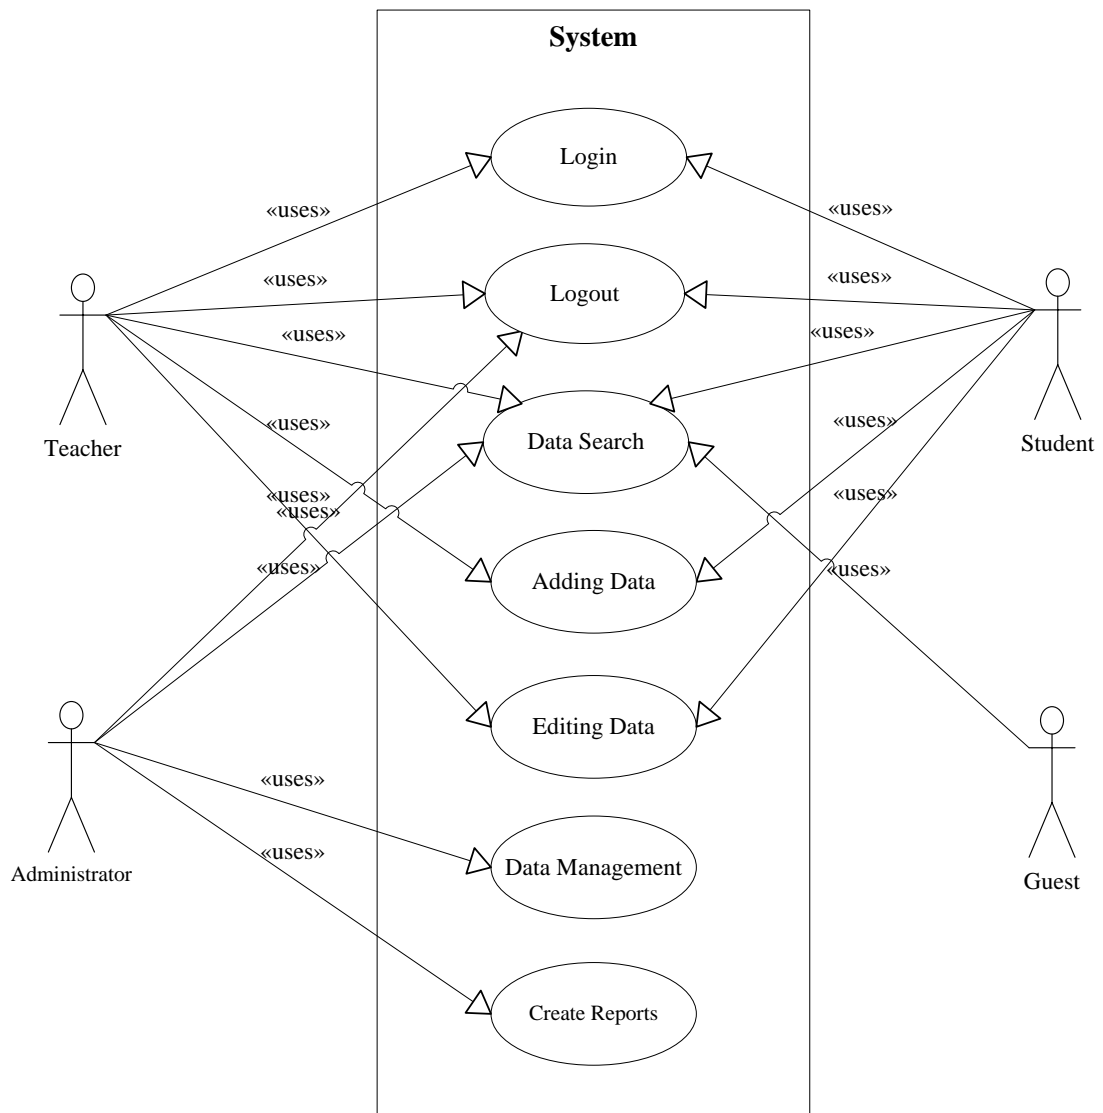 System
Login
«uses»
«uses»
«uses»
«uses»
Logout
«uses»
«uses»
Teacher
Data Search
Student
«uses»
«uses»
«uses»
«uses»
«uses»
«uses»
Adding Data
«uses»
Editing Data
«uses»
Administrator
«uses»
Data Management
Guest
Create Reports